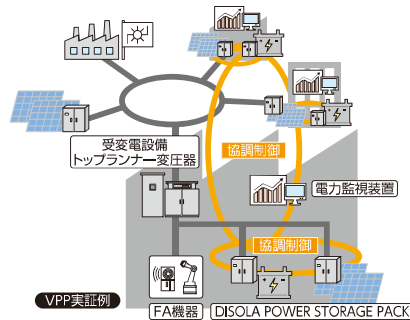 受変電設備
トップランナー変圧器
協調制御
電力監視装置
協調制御
VPP実証例
FA機器
DISOLA POWER STORAGE PACK